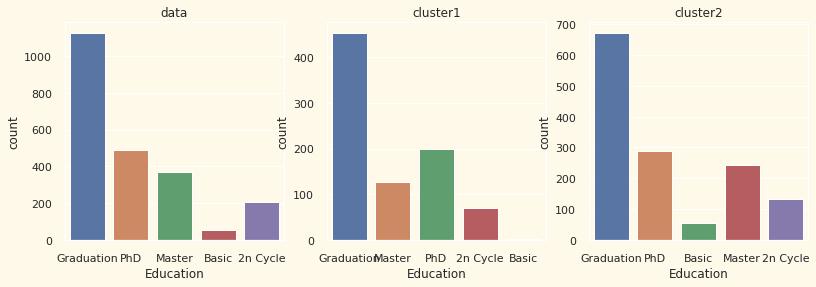 data
count
1000
800
600
400
200
0
Graduation PhD Master Basic 2n Cycle
Education
cluster1
count
400
300
200
100
0
Graduation Master PhD 2n Cycle Basic
Education
cluster2
count
700
600
500
400
300
200
100
0
Graduation PhD Basic Master 2n Cycle
Education